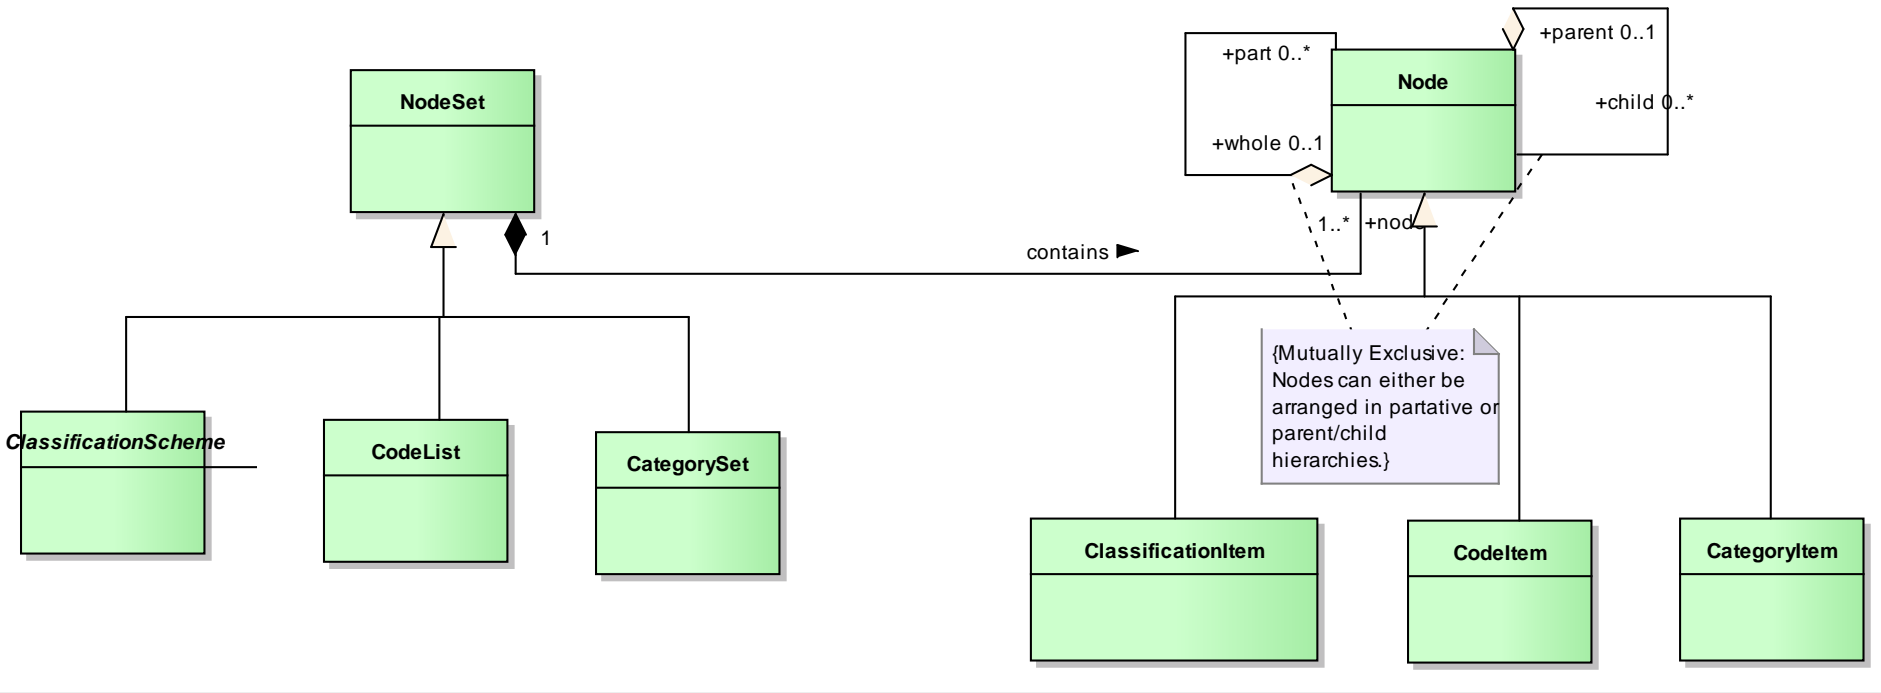 +part 0..*
+parent 0..1
Node
NodeSet
+child 0..*
+whole 0..1
1
1..*
+node
contains
{Mutually Exclusive:
Nodes can either be
arranged in partative or
parent/child
hierarchies.}
ClassificationScheme
CodeList
CategorySet
ClassificationItem
CodeItem
CategoryItem